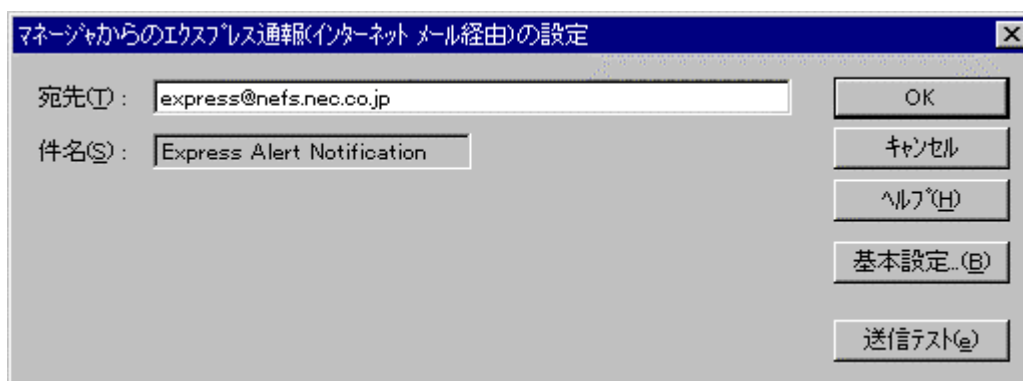 マネージャからのエクスプレス通報(インターネット メール経由)の設定
宛先(T): express@nefs.nec.co.jp
OK
件名(S): Express Alert Notification
キャンセル
ヘルプ(H)
基本設定...(B)
送信テスト(e)